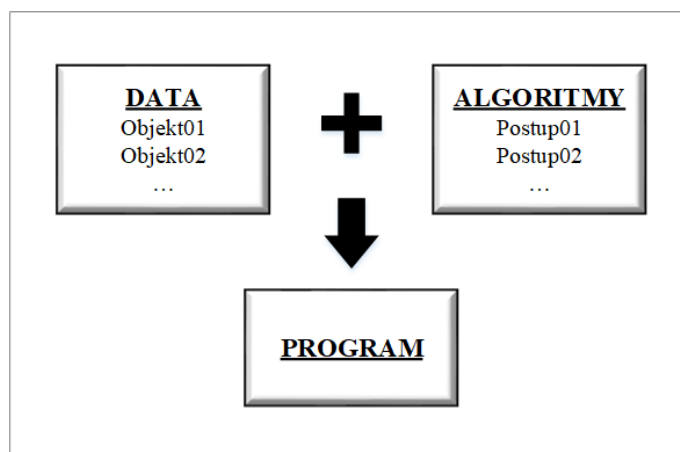 DATA
Objekt01
Objekt02
…
ALGORITMY
Postup01
Postup02
…
PROGRAM